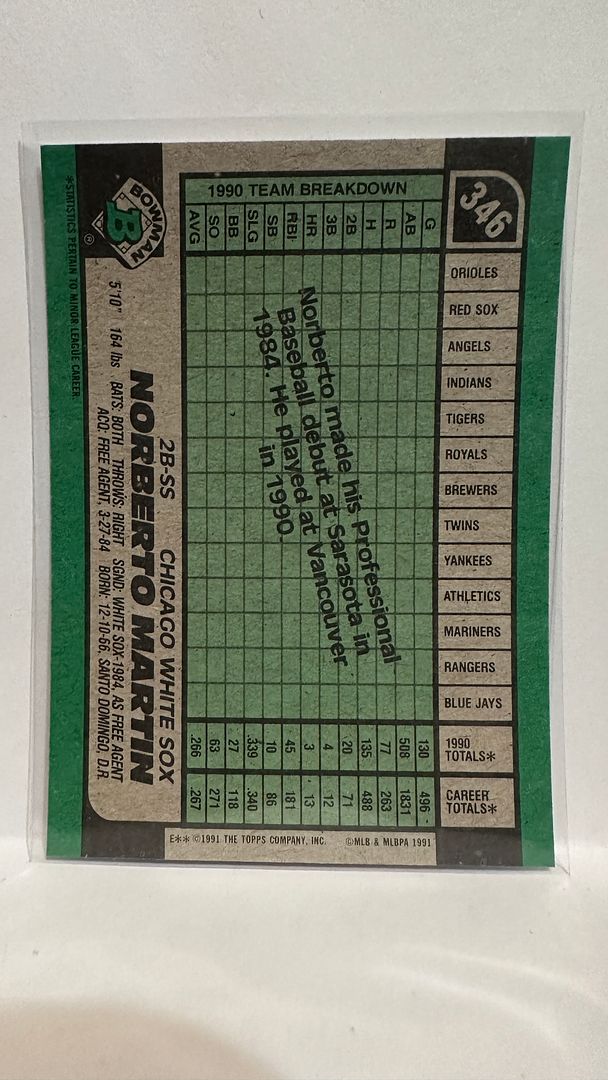 346
BOWMAN
B
®
2B-SS CHICAGO WHITE SOX
NORBERTO MARTIN
ACQ: FREE AGENT, 3-27-84 BORN: 12-10-66, SANTO DOMINGO, D.R.
5'10" 164 lbs BATS: BOTH THROWS: RIGHT SGND: WHITE SOX-1984, AS FREE AGENT
*STATISTICS PERTAIN TO MINOR LEAGUE CAREER
1990 TEAM BREAKDOWN
G AB R H 2B 3B HR RBI SB SLG BB SO AVG
ORIOLES
RED SOX
ANGELS
INDIANS
TIGERS
ROYALS
BREWERS
TWINS
YANKEES
ATHLETICS
MARINERS
RANGERS
BLUE JAYS
1990 TOTALS* 130 508 77 135 20 4 3 45 10 .339 27 63 .266
CAREER TOTALS* 496 1831 263 488 71 12 13 181 86 .340 118 271 .267
Norberto made his Professional
Baseball debut at Sarasota in
1984. He played at Vancouver
in 1990.
E** ©1991 THE TOPPS COMPANY, INC. ©MLB & MLBPA 1991